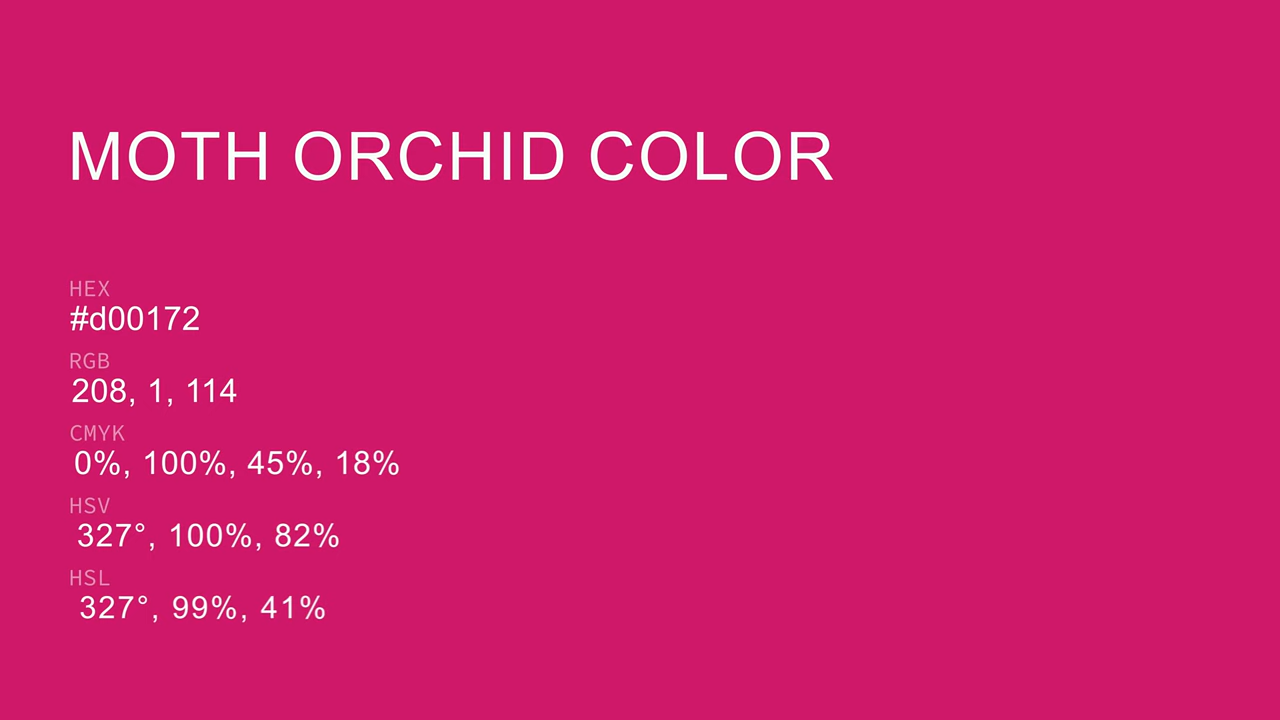 MOTH ORCHID COLOR
HEX
#d00172
RGB
208, 1, 114
CMYK
0%, 100%, 45%, 18%
HSV
327°, 100%, 82%
HSL
327°, 99%, 41%